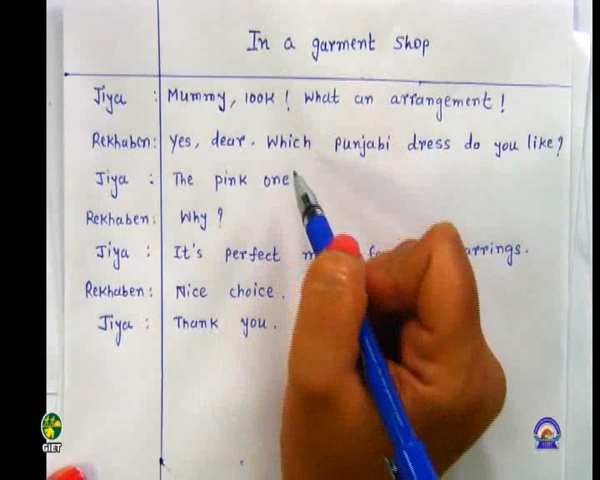 In a garment shop
Jiya : Mummy, look! What an arrangement!
Rekhaben: Yes, dear. Which punjabi dress do you like?
Jiya : The pink one
Rekhaben: Why?
Jiya : It's perfect
Rekhaben: Nice choice.
Jiya : Thank you.
GIET